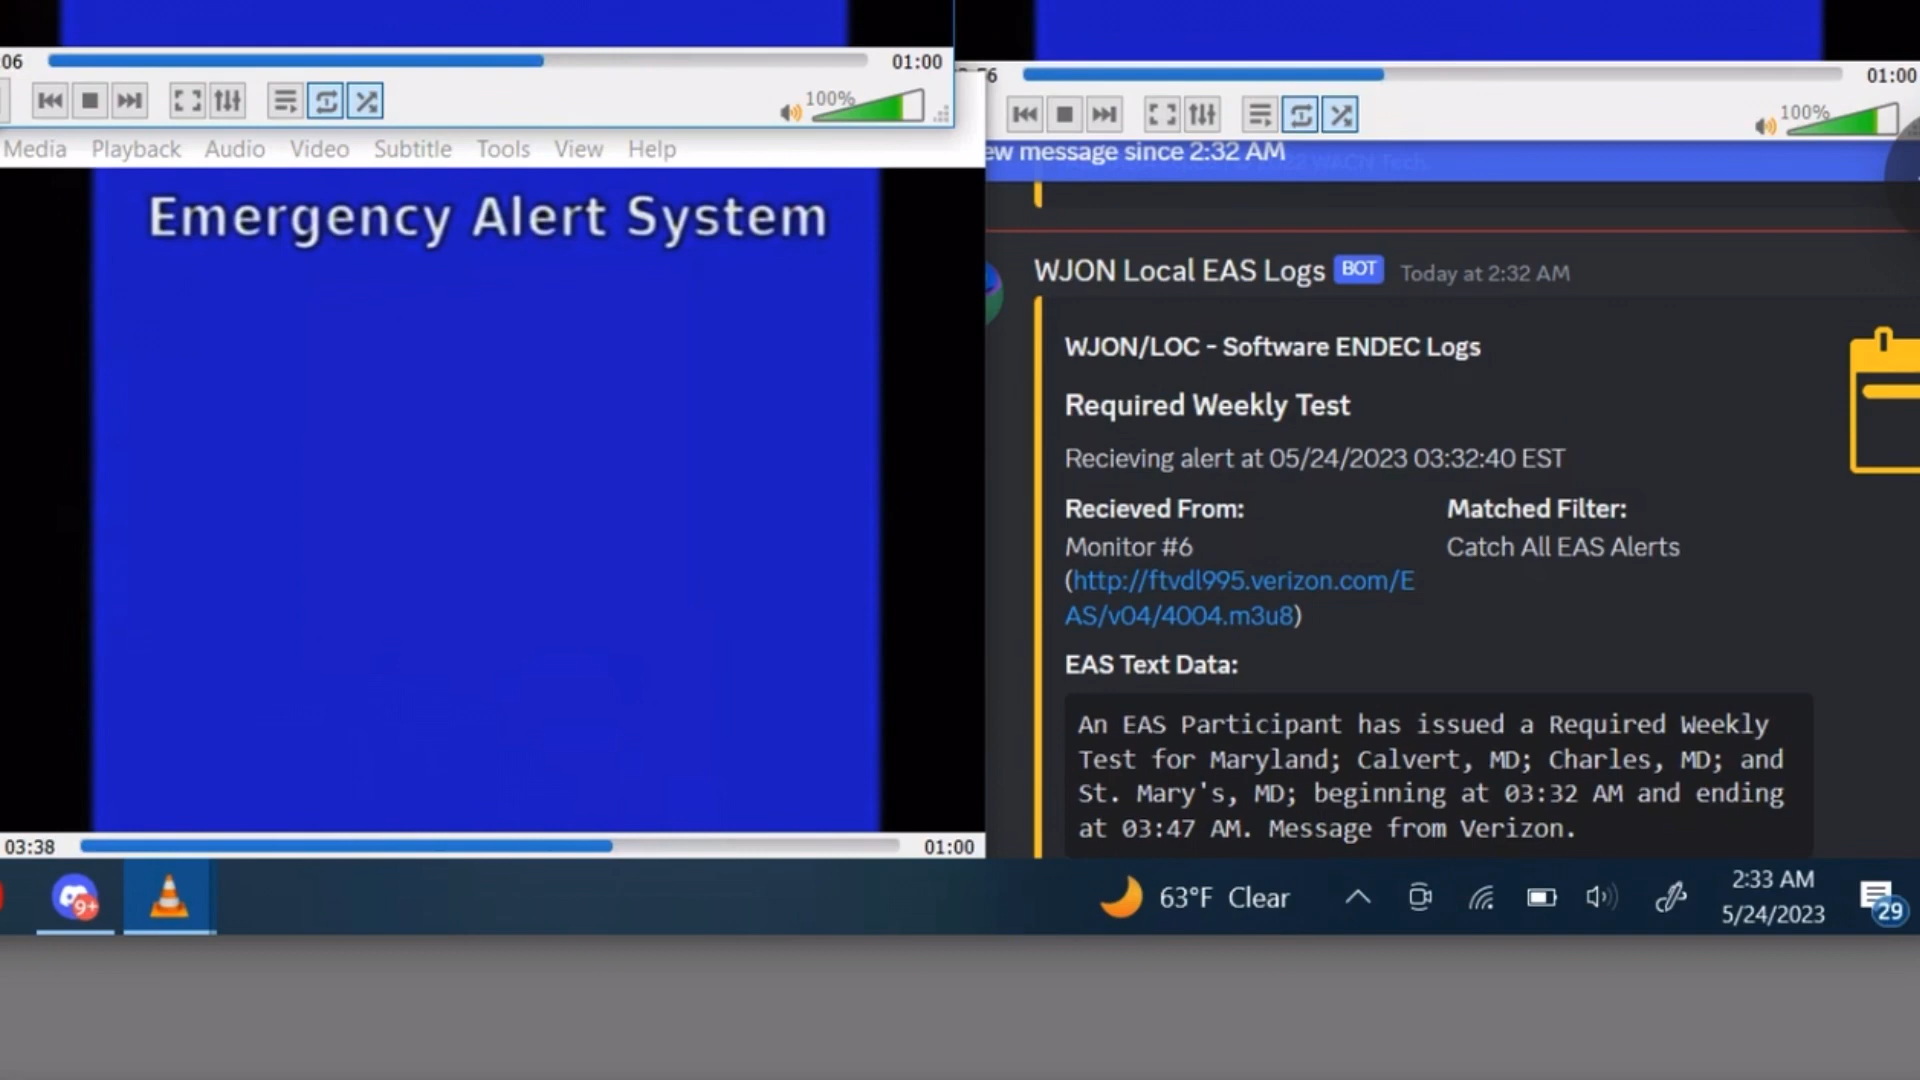 06
01:00
100%
Media Playback Audio Video Subtitle Tools View Help
Emergency Alert System
03:38
01:00
56
01:00
100%
ew message since 2:32 AM
WJON Local EAS Logs BOT Today at 2:32 AM
WJON/LOC - Software ENDEC Logs
Required Weekly Test
Recieving alert at 05/24/2023 03:32:40 EST
Recieved From:
Monitor #6
(http://ftvdl995.verizon.com/E
AS/v04/4004.m3u8)
Matched Filter:
Catch All EAS Alerts
EAS Text Data:
An EAS Participant has issued a Required Weekly
Test for Maryland; Calvert, MD; Charles, MD; and
St. Mary's, MD; beginning at 03:32 AM and ending
at 03:47 AM. Message from Verizon.
9+
63°F Clear
2:33 AM
5/24/2023
29